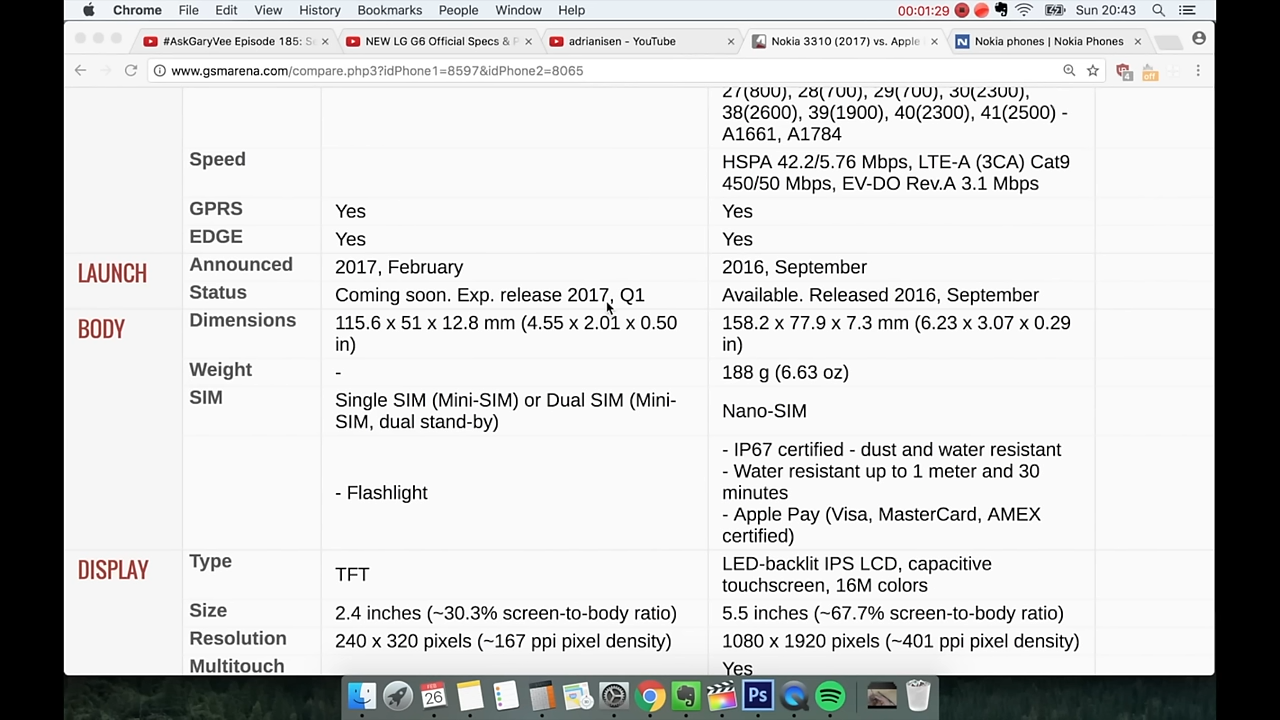 Chrome File Edit View History Bookmarks People Window Help 00:01:29 Sun 20:43
#AskGaryVee Episode 185: S NEW LG G6 Official Specs & P adrianisen - YouTube Nokia 3310 (2017) vs. Apple Nokia phones | Nokia Phones
www.gsmarena.com/compare.php3?idPhone1=8597&idPhone2=8065 4 off
27(800), 28(700), 29(700), 30(2300),
38(2600), 39(1900), 40(2300), 41(2500) -
A1661, A1784
Speed HSPA 42.2/5.76 Mbps, LTE-A (3CA) Cat9
450/50 Mbps, EV-DO Rev.A 3.1 Mbps
GPRS Yes Yes
EDGE Yes Yes
LAUNCH Announced 2017, February 2016, September
Status Coming soon. Exp. release 2017, Q1 Available. Released 2016, September
BODY Dimensions 115.6 x 51 x 12.8 mm (4.55 x 2.01 x 0.50 158.2 x 77.9 x 7.3 mm (6.23 x 3.07 x 0.29
in) in)
Weight - 188 g (6.63 oz)
SIM Single SIM (Mini-SIM) or Dual SIM (Mini-
SIM, dual stand-by) Nano-SIM
- Flashlight - IP67 certified - dust and water resistant
- Water resistant up to 1 meter and 30
minutes
- Apple Pay (Visa, MasterCard, AMEX
certified)
DISPLAY Type TFT LED-backlit IPS LCD, capacitive
touchscreen, 16M colors
Size 2.4 inches (~30.3% screen-to-body ratio) 5.5 inches (~67.7% screen-to-body ratio)
Resolution 240 x 320 pixels (~167 ppi pixel density) 1080 x 1920 pixels (~401 ppi pixel density)
Multitouch Yes
FEB
26 Ps